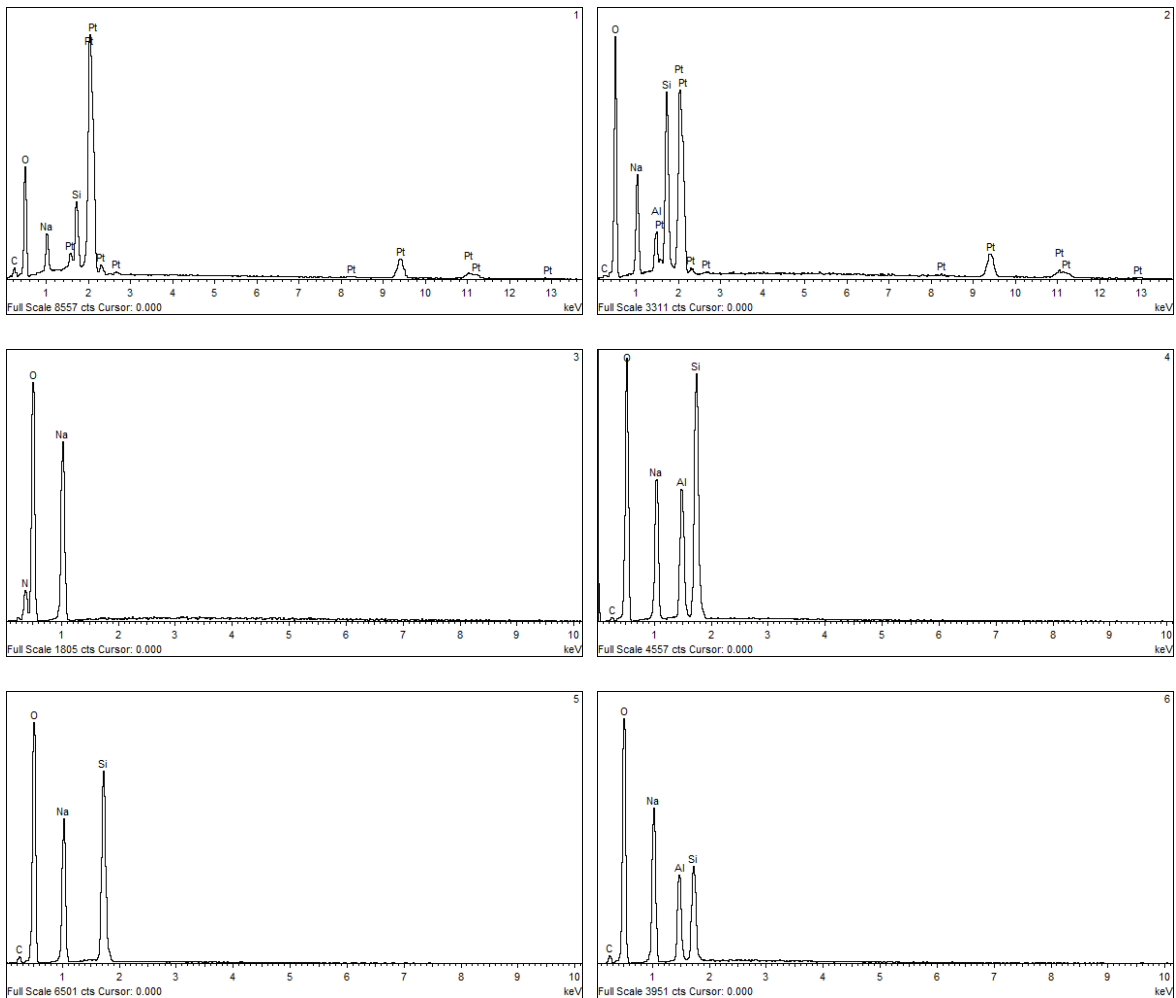 1
Pt
Pt
O
Si
Na
Pt
C
Pt
Pt
Pt
Pt
Pt
Pt
Pt
1 2 3 4 5 6 7 8 9 10 11 12 13
Full Scale 8557 cts Cursor: 0.000 keV
2
O
Pt
Si
Pt
Na
Al
Pt
C
Pt
Pt
Pt
Pt
Pt
Pt
Pt
1 2 3 4 5 6 7 8 9 10 11 12 13
Full Scale 3311 cts Cursor: 0.000 keV
3
O
Na
N
1 2 3 4 5 6 7 8 9 10
Full Scale 1805 cts Cursor: 0.000 keV
4
O
Si
Na
Al
C
1 2 3 4 5 6 7 8 9 10
Full Scale 4557 cts Cursor: 0.000 keV
5
O
Si
Na
C
1 2 3 4 5 6 7 8 9 10
Full Scale 6501 cts Cursor: 0.000 keV
6
O
Na
Al
Si
C
1 2 3 4 5 6 7 8 9 10
Full Scale 3951 cts Cursor: 0.000 keV